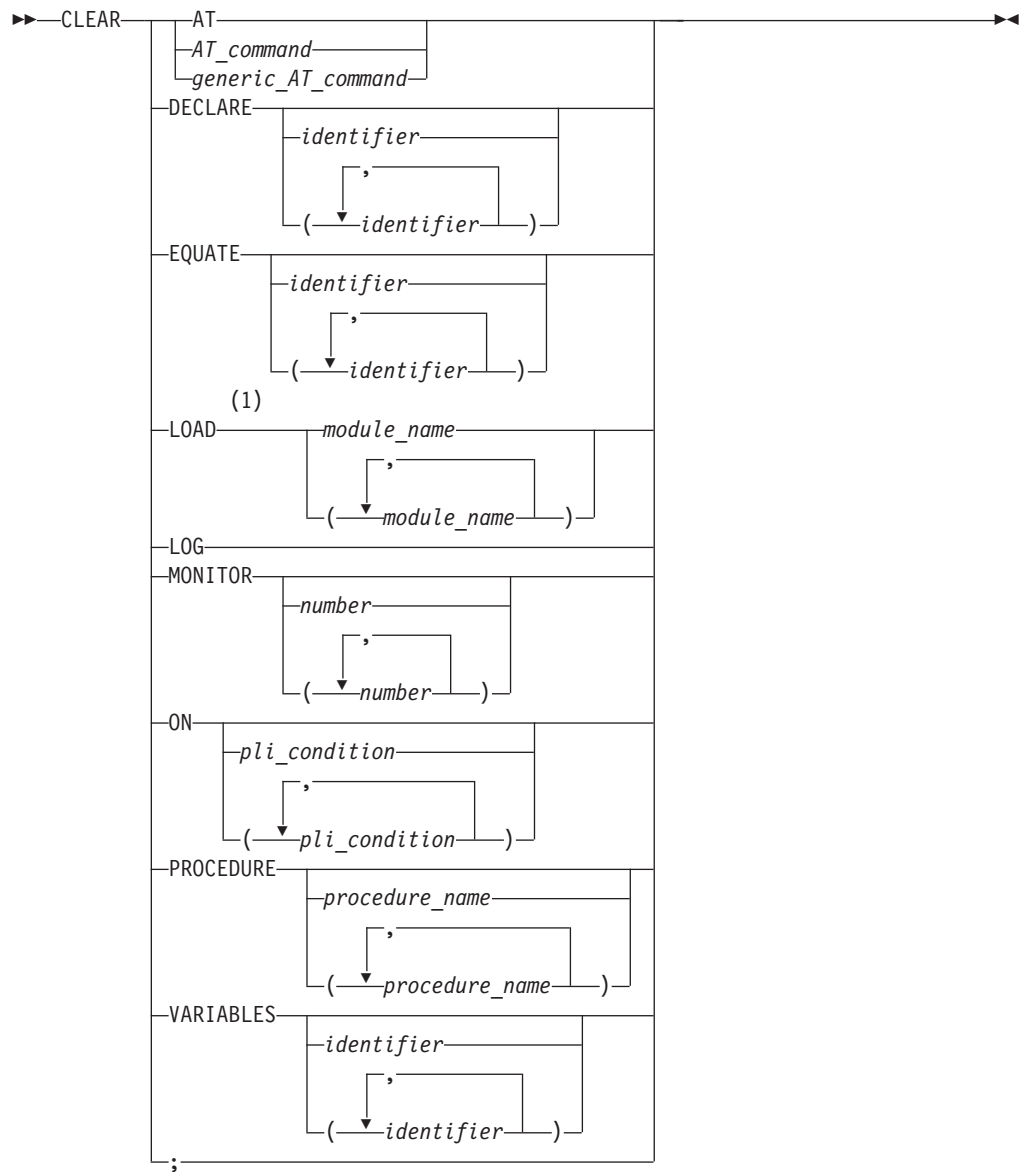 CLEAR AT
AT_command
generic_AT_command
DECLARE
identifier
,
( identifier )
EQUATE
identifier
,
( identifier )
(1)
LOAD module_name
,
( module_name )
LOG
MONITOR
number
,
( number )
ON
pli_condition
,
( pli_condition )
PROCEDURE
procedure_name
,
( procedure_name )
VARIABLES
identifier
,
( identifier )
;